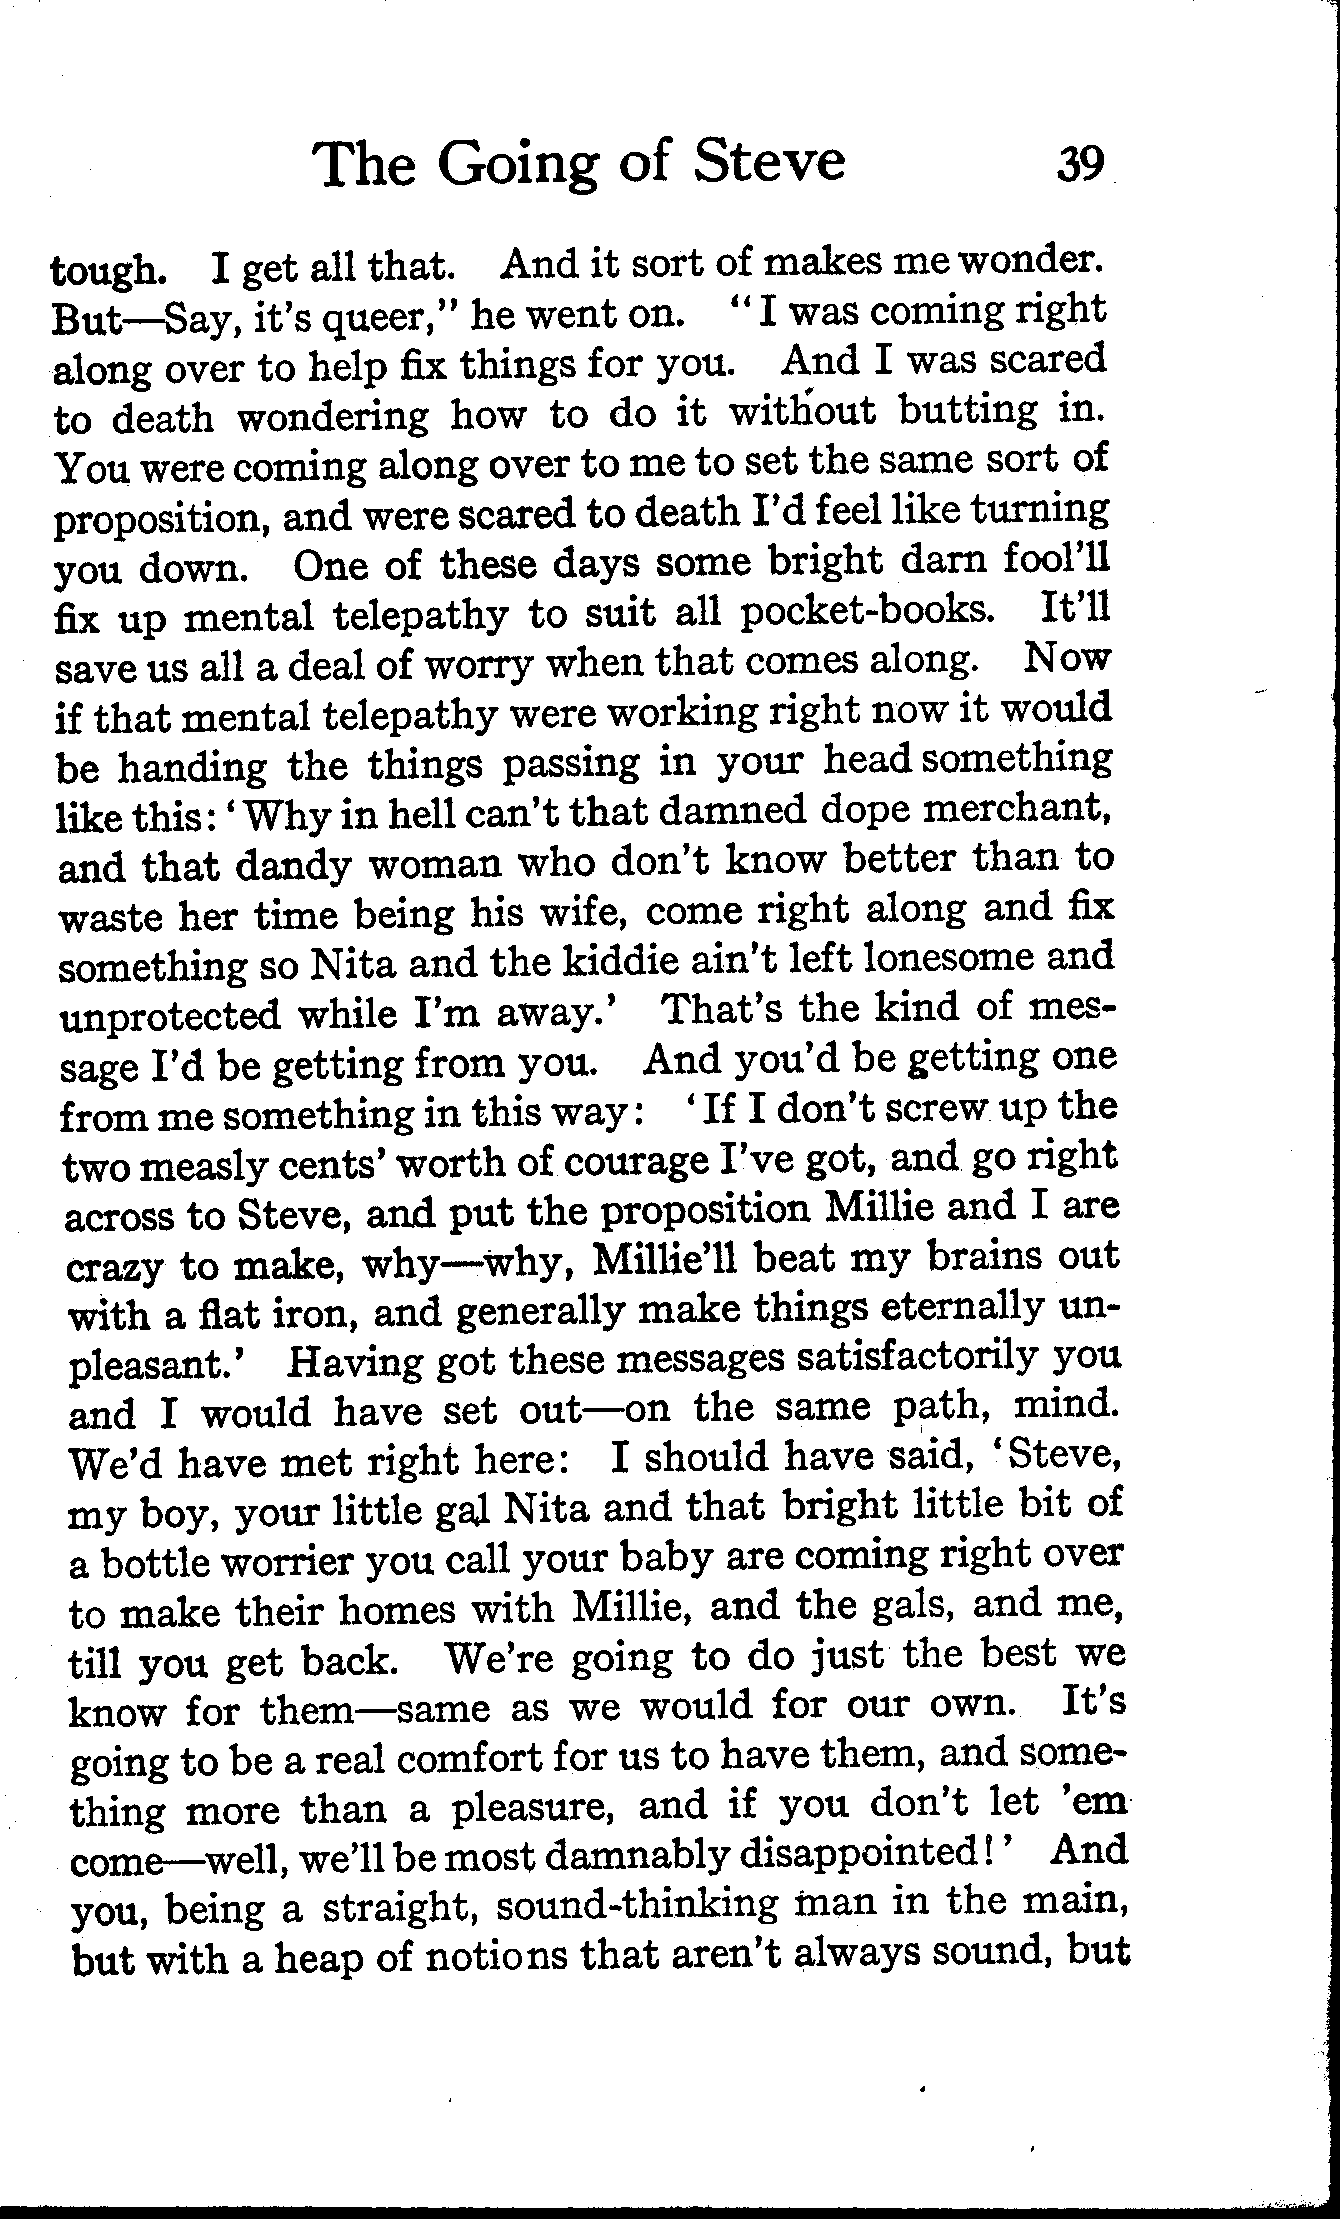 The Going of Steve 39
tough. I get all that. And it sort of makes me wonder.
But—Say, it's queer," he went on. "I was coming right
along over to help fix things for you. And I was scared
to death wondering how to do it without butting in.
You were coming along over to me to set the same sort of
proposition, and were scared to death I'd feel like turning
you down. One of these days some bright darn fool'll
fix up mental telepathy to suit all pocket-books. It'll
save us all a deal of worry when that comes along. Now
if that mental telepathy were working right now it would
be handing the things passing in your head something
like this: 'Why in hell can't that damned dope merchant,
and that dandy woman who don't know better than to
waste her time being his wife, come right along and fix
something so Nita and the kiddie ain't left lonesome and
unprotected while I'm away.' That's the kind of mes-
sage I'd be getting from you. And you'd be getting one
from me something in this way: 'If I don't screw up the
two measly cents' worth of courage I've got, and go right
across to Steve, and put the proposition Millie and I are
crazy to make, why—why, Millie'll beat my brains out
with a flat iron, and generally make things eternally un-
pleasant.' Having got these messages satisfactorily you
and I would have set out—on the same path, mind.
We'd have met right here: I should have said, 'Steve,
my boy, your little gal Nita and that bright little bit of
a bottle worrier you call your baby are coming right over
to make their homes with Millie, and the gals, and me,
till you get back. We're going to do just the best we
know for them—same as we would for our own. It's
going to be a real comfort for us to have them, and some-
thing more than a pleasure, and if you don't let 'em
come—well, we'll be most damnably disappointed!' And
you, being a straight, sound-thinking man in the main,
but with a heap of notions that aren't always sound, but